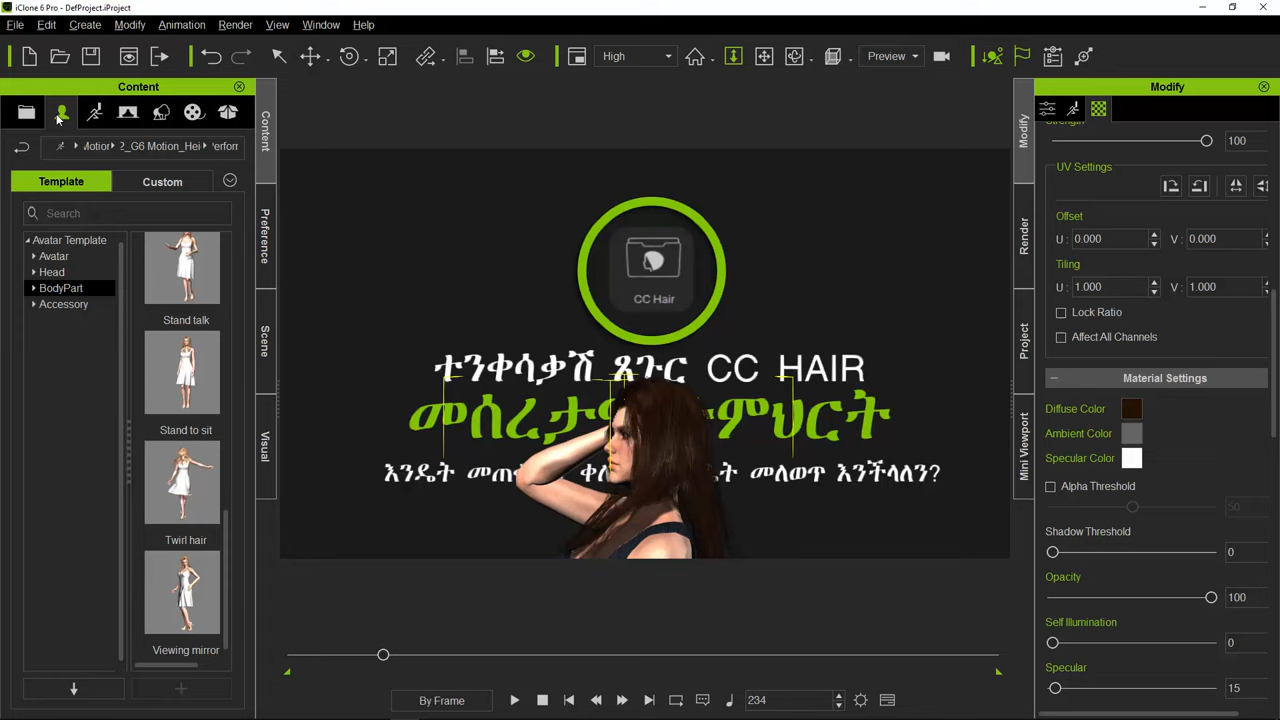 iClone 6 Pro - DefProject.iProject
File Edit Create Modify Animation Render View Window Help
High Preview
Content
Modify
Motion 2_G6 Motion_Hei
Template Custom
Search
Avatar Template
Avatar
Head
BodyPart
Accessory
Stand talk
Stand to sit
Twirl hair
Viewing mirror
Content
Preference
Scene
Visual
CC Hair
ተንቀሳቃሽ ጸጉር CC HAIR
እንዴት መለወጥ እንችላለን?
By Frame 234
Modify
Render
Project
Mini Viewport
Strength
100
UV Settings
Offset
U : 0.000 V : 0.000
Tiling
U : 1.000 V : 1.000
Lock Ratio
Affect All Channels
Material Settings
Diffuse Color
Ambient Color
Specular Color
Alpha Threshold
50
Shadow Threshold
0
Opacity
100
Self Illumination
0
Specular
15